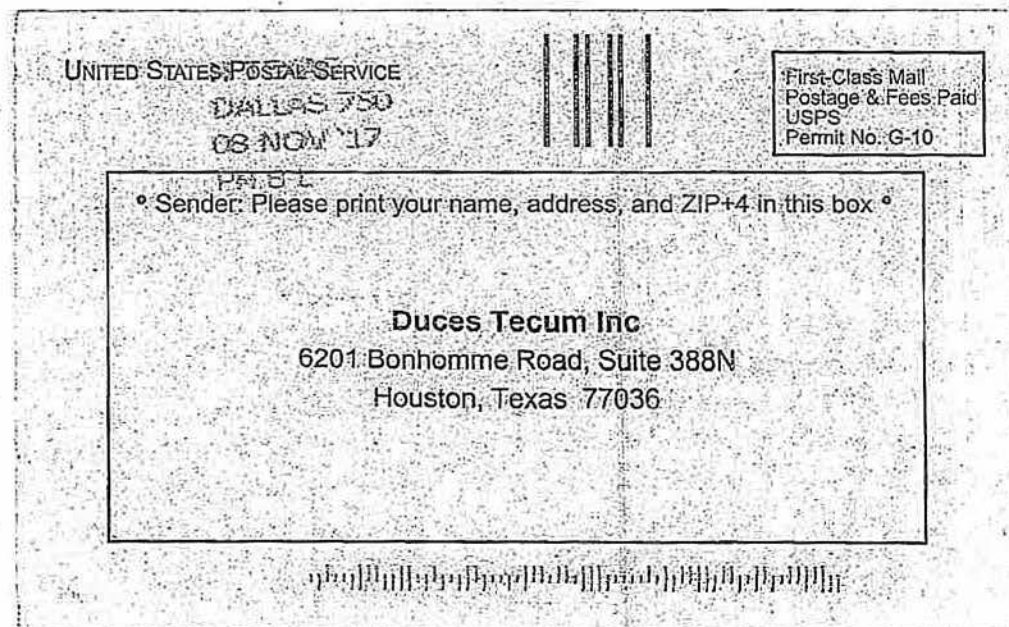 UNITED STATES POSTAL SERVICE
DALLAS 750
08 NOV '17
First-Class Mail
Postage & Fees Paid
USPS
Permit No. G-10
° Sender: Please print your name, address, and ZIP+4 in this box °
Duces Tecum Inc
6201 Bonhomme Road, Suite 388N
Houston, Texas 77036